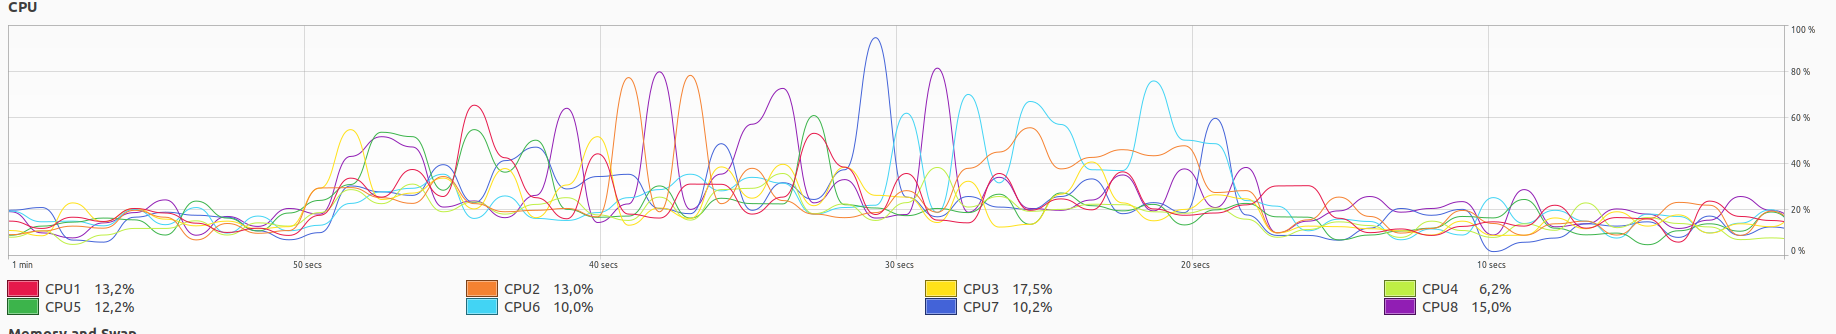 CPU
100 %
80 %
60 %
40 %
20 %
0 %
1 min 50 secs 40 secs 30 secs 20 secs 10 secs
CPU1 13,2% CPU2 13,0% CPU3 17,5% CPU4 6,2%
CPU5 12,2% CPU6 10,0% CPU7 10,2% CPU8 15,0%
Memory and Swap